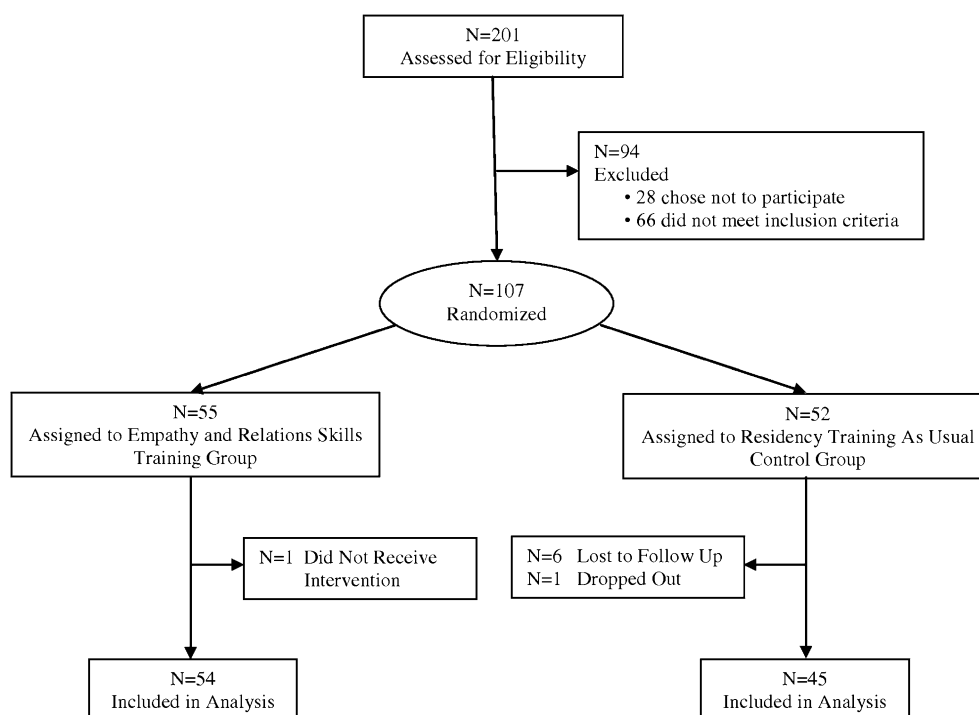 N=201
Assessed for Eligibility
N=94
Excluded
• 28 chose not to participate
• 66 did not meet inclusion criteria
N=107
Randomized
N=55
Assigned to Empathy and Relations Skills
Training Group
N=52
Assigned to Residency Training As Usual
Control Group
N=1 Did Not Receive
Intervention
N=6 Lost to Follow Up
N=1 Dropped Out
N=54
Included in Analysis
N=45
Included in Analysis